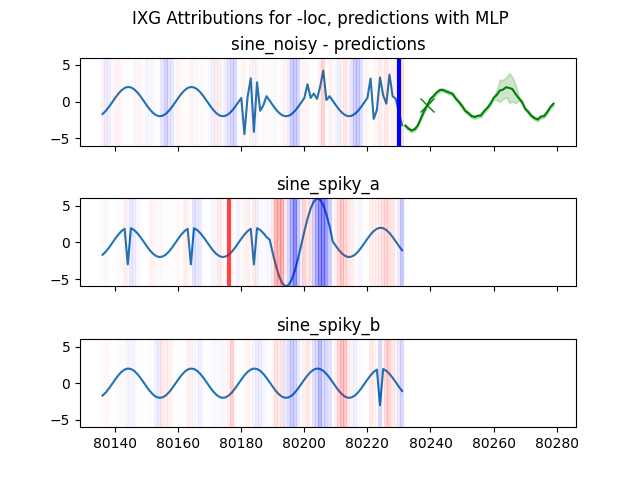 IXG Attributions for -loc, predictions with MLP
sine_noisy - predictions
5
0
−5
sine_spiky_a
5
0
−5
sine_spiky_b
5
0
−5
80140 80160 80180 80200 80220 80240 80260 80280